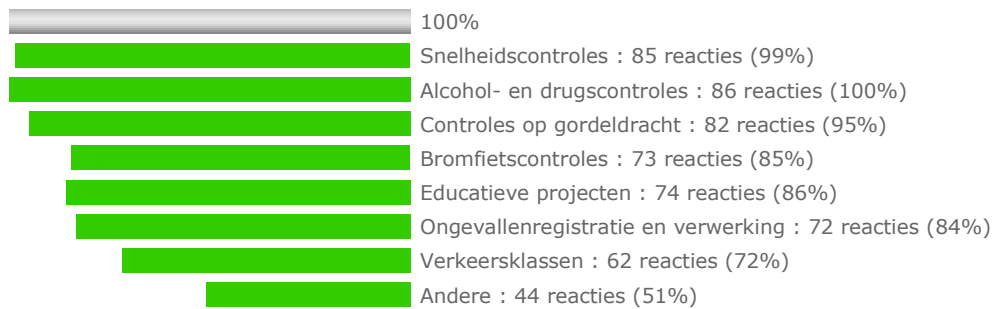 100%
Snelheidscontroles : 85 reacties (99%)
Alcohol- en drugscontroles : 86 reacties (100%)
Controles op gordeldracht : 82 reacties (95%)
Bromfietscontroles : 73 reacties (85%)
Educatieve projecten : 74 reacties (86%)
Ongevallenregistratie en verwerking : 72 reacties (84%)
Verkeersklassen : 62 reacties (72%)
Andere : 44 reacties (51%)